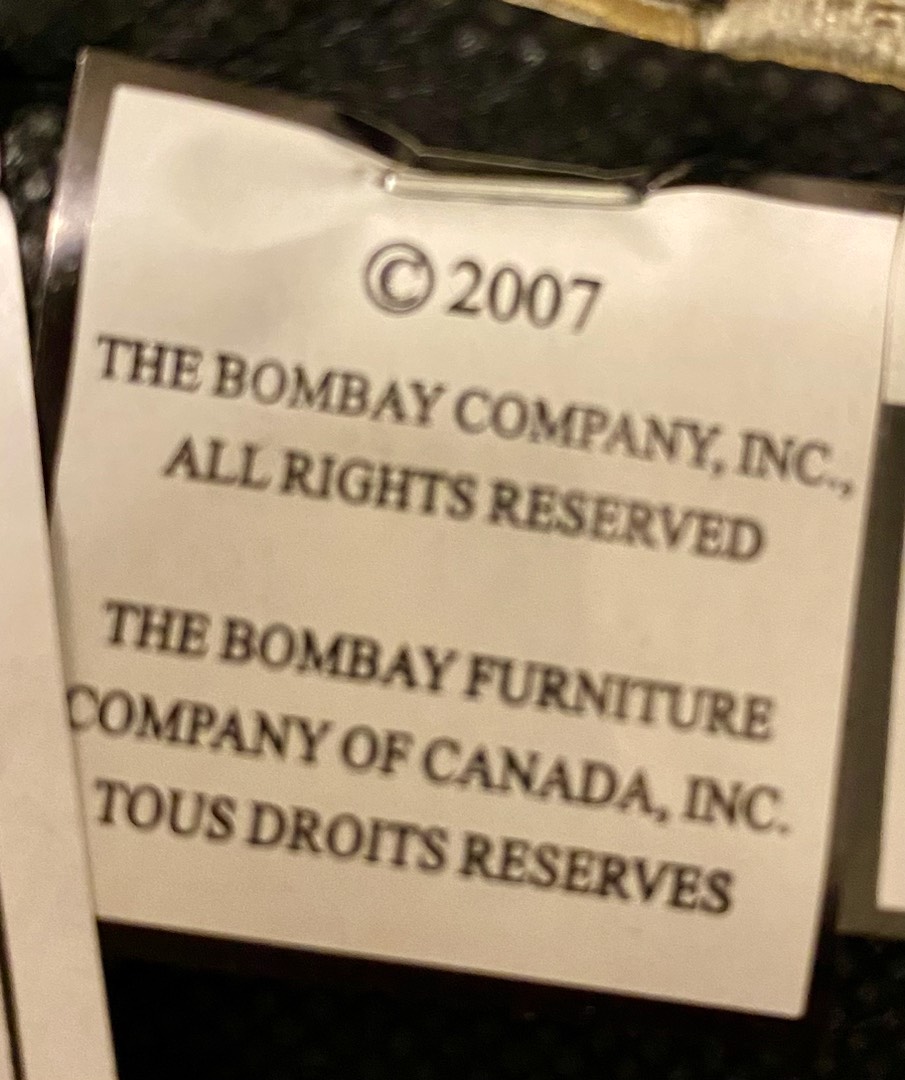 © 2007
THE BOMBAY COMPANY, INC.,
ALL RIGHTS RESERVED
THE BOMBAY FURNITURE
COMPANY OF CANADA, INC.
TOUS DROITS RESERVES